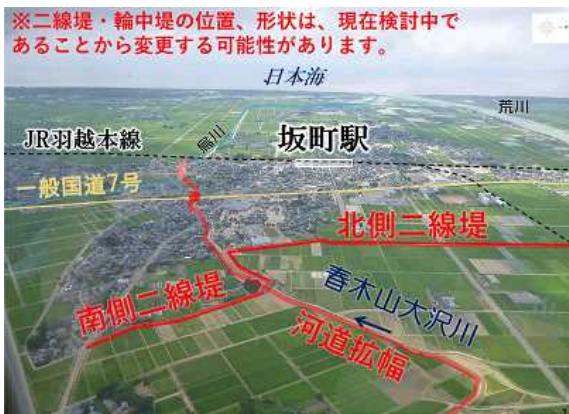 ※二線堤・輪中堤の位置、形状は、現在検討中で
あることから変更する可能性があります。
日本海
荒川
JR羽越本線
烏川
坂町駅
一般国道7号
北側二線堤
南側二線堤
春木山大沢川
河道拡幅